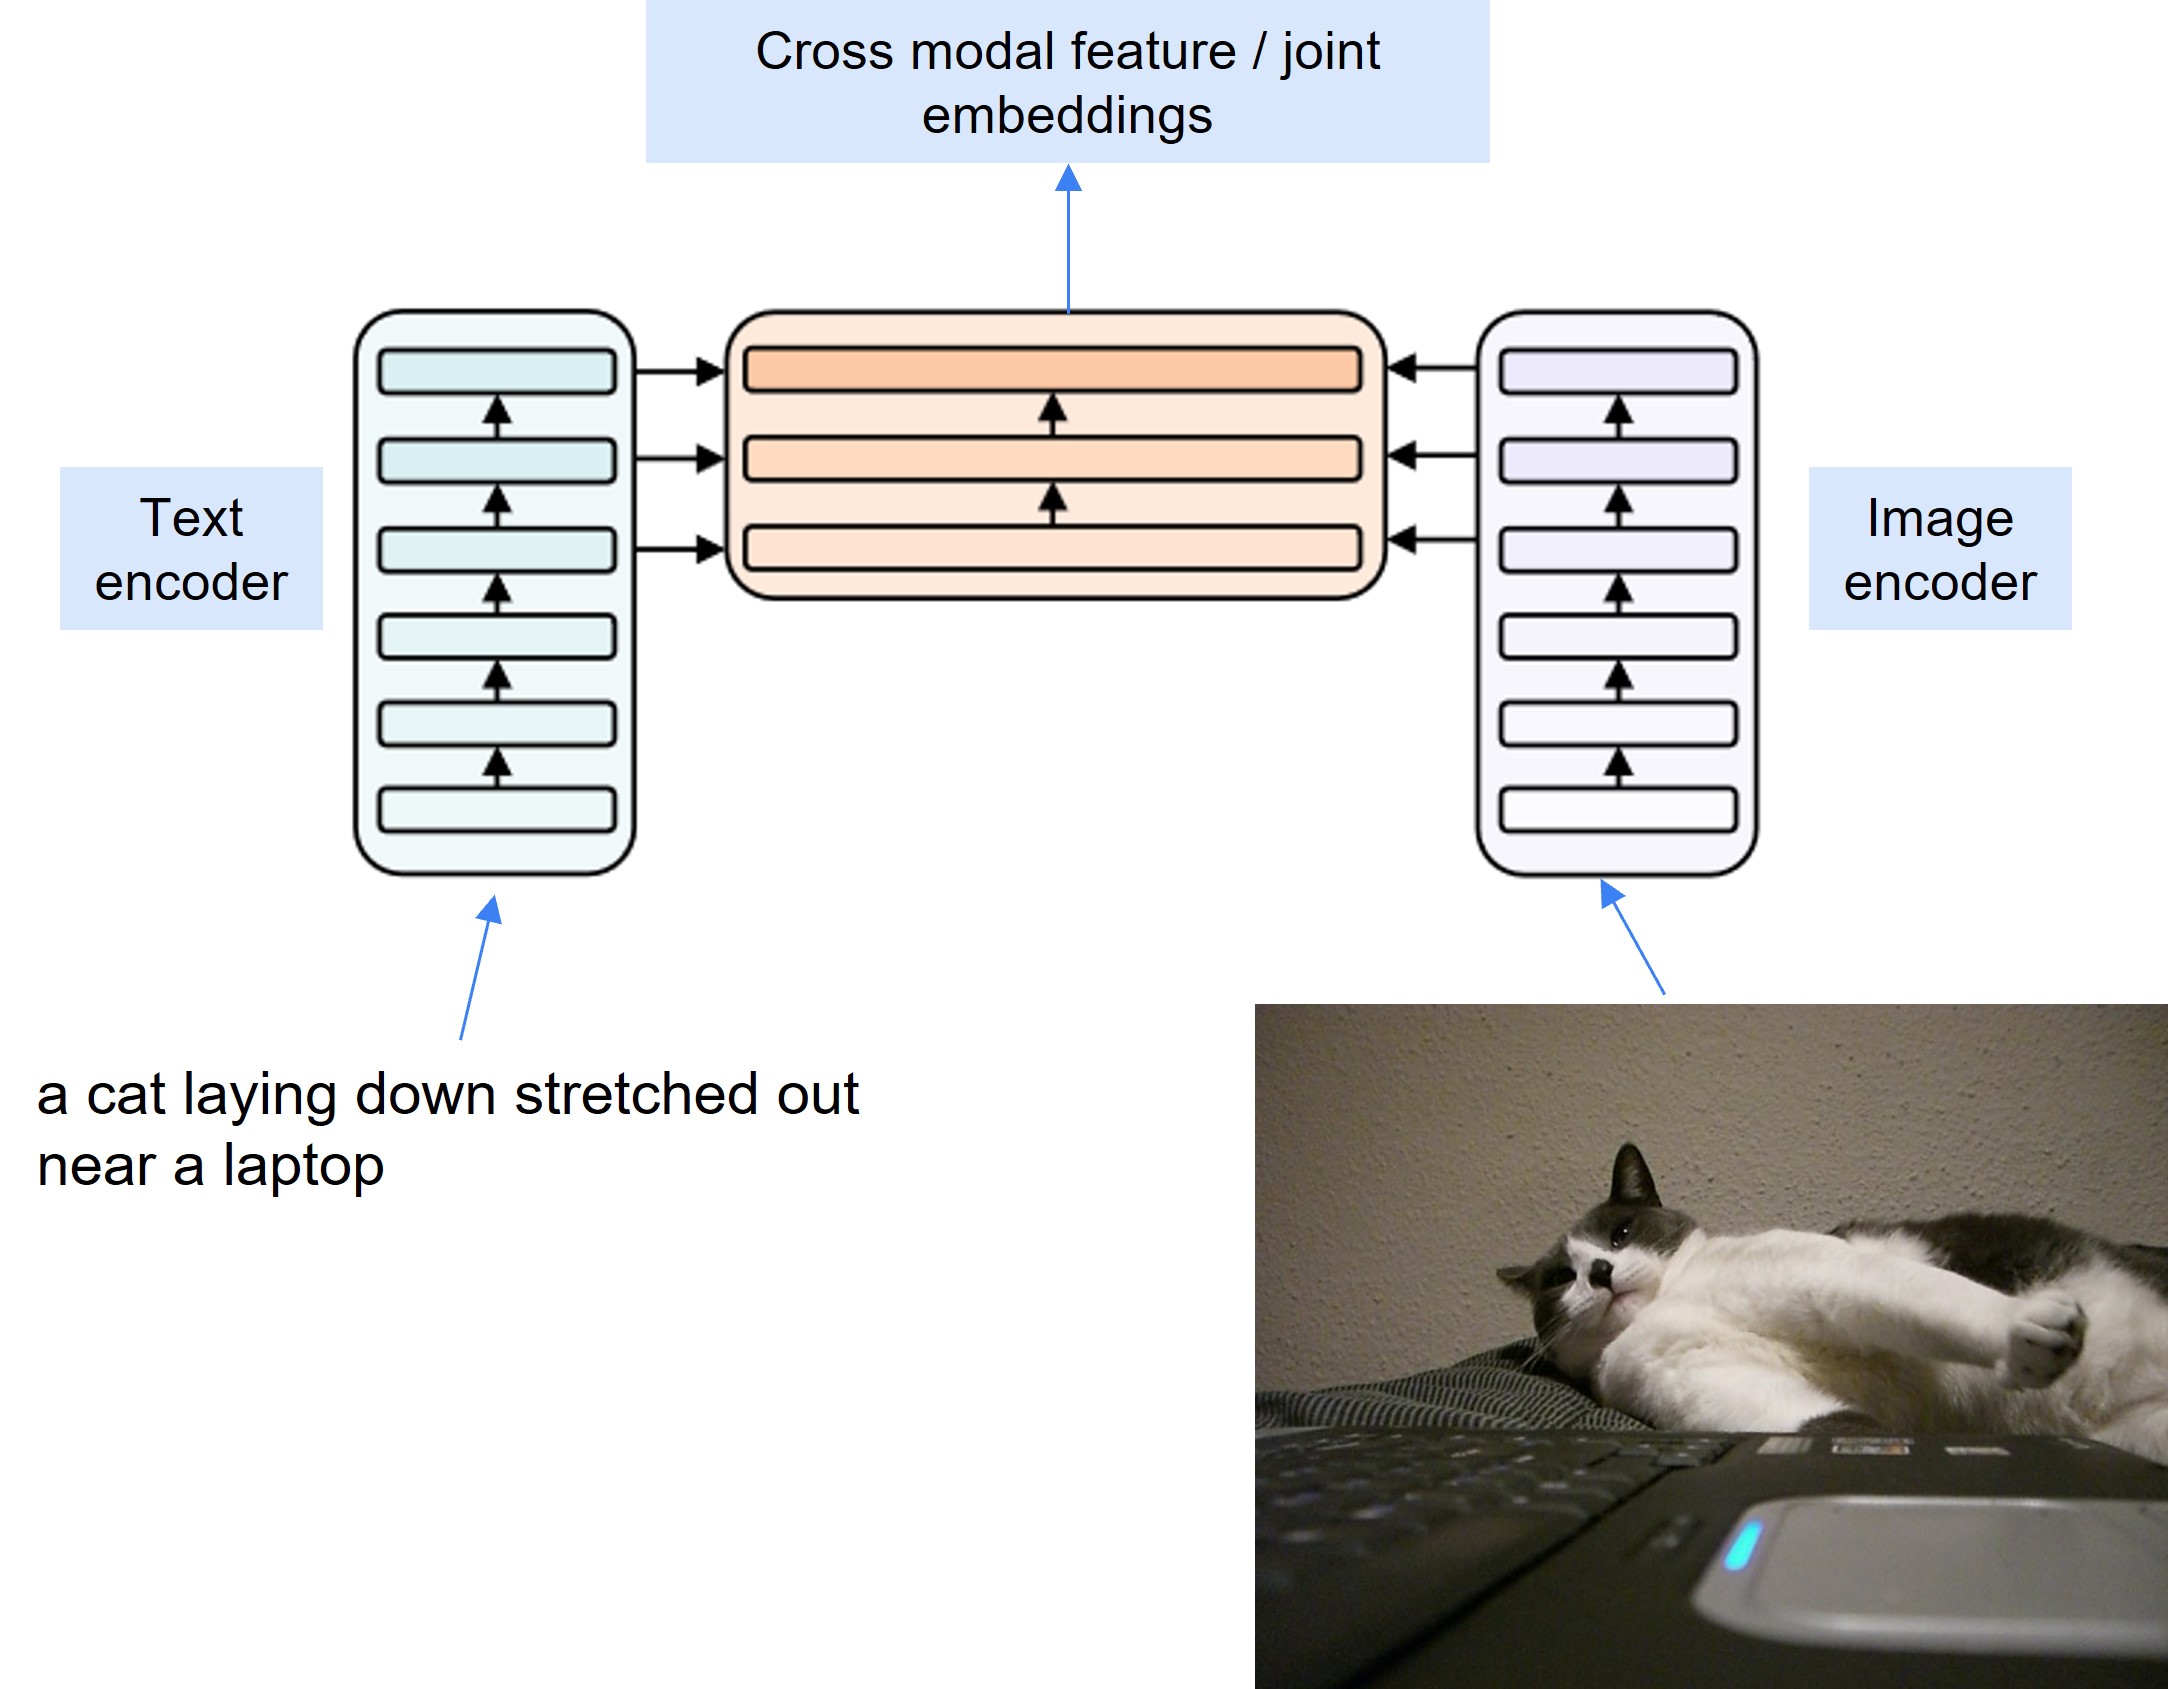 Cross modal feature / joint
embeddings
Text
encoder
Image
encoder
a cat laying down stretched out
near a laptop